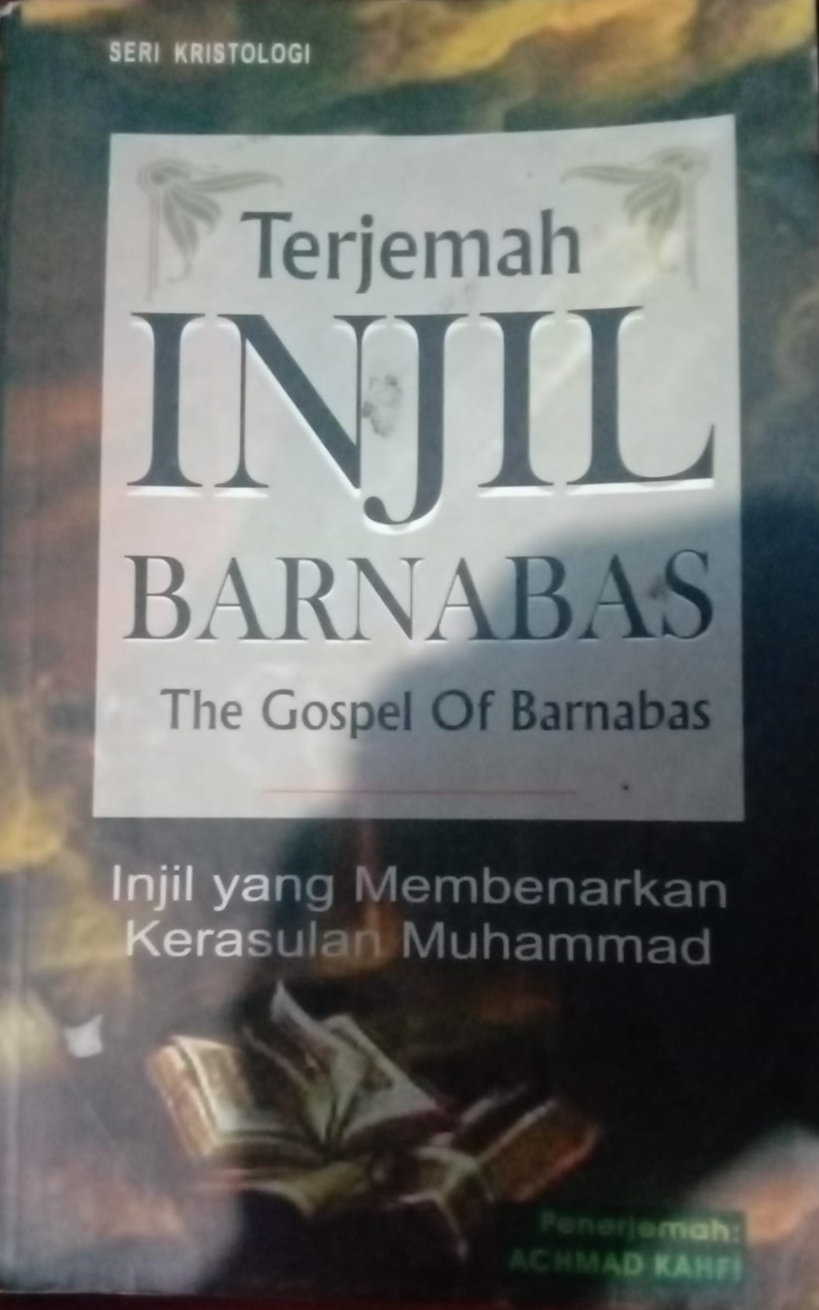 SERI KRISTOLOGI
Terjemah
INJIL
BARNABAS
The Gospel Of Barnabas
Injil yang Membenarkan
Kerasulan Muhammad
Penerjemah:
ACHMAD KAHFI